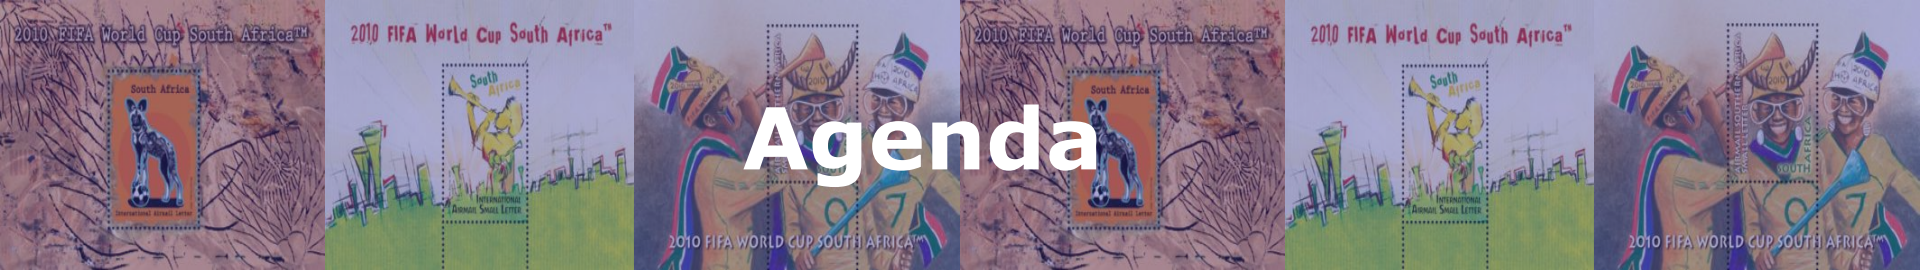 2010 FIFA World Cup South Africa™
South Africa
International Airmail Letter
2010 FIFA World Cup South Africa™
South
Africa
International
Airmail Small Letter
2010 FIFA WORLD CUP SOUTH AFRICA™
Agenda
2010 FIFA World Cup South Africa™
South Africa
International Airmail Letter
2010 FIFA World Cup South Africa™
South
Africa
International
Airmail Small Letter
2010
SOUTH
AFRICA
2010 FIFA WORLD CUP SOUTH AFRICA™